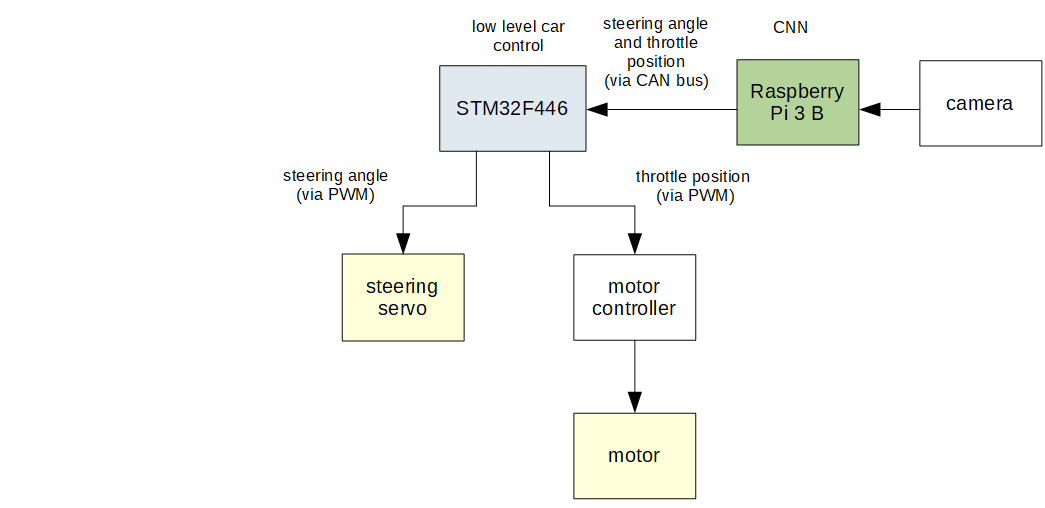 low level car
control
steering angle
and throttle
position
(via CAN bus)
CNN
STM32F446
Raspberry
Pi 3 B
camera
steering angle
(via PWM)
throttle position
(via PWM)
steering
servo
motor
controller
motor